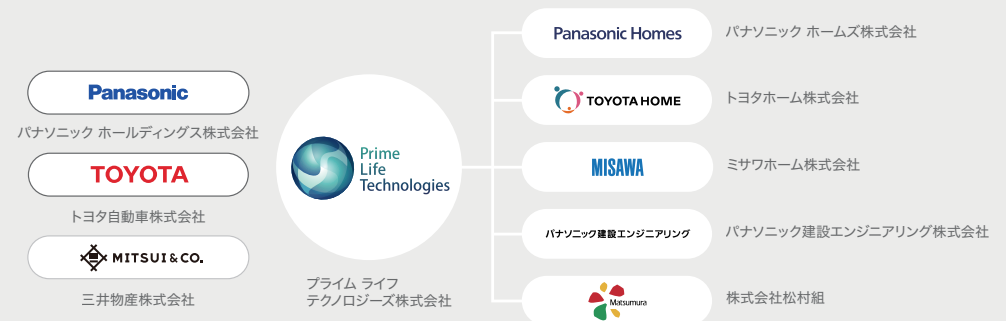 Panasonic
パナソニック ホールディングス株式会社
TOYOTA
トヨタ自動車株式会社
MITSUI & CO.
三井物産株式会社
Prime
Life
Technologies
プライム ライフ
テクノロジーズ株式会社
Panasonic Homes
パナソニック ホームズ株式会社
TOYOTA HOME
トヨタホーム株式会社
MISAWA
ミサワホーム株式会社
パナソニック建設エンジニアリング
パナソニック建設エンジニアリング株式会社
Matsumura
株式会社松村組